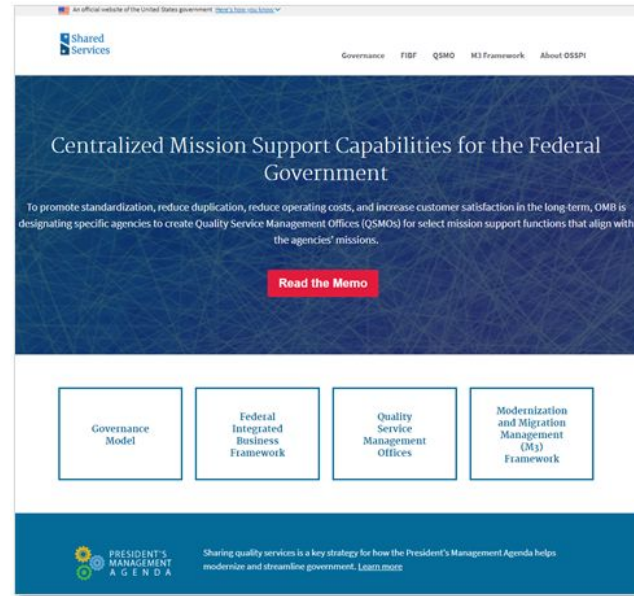 An official website of the United States government Here's how you know
Shared
Services
Governance FIBF QSMO M3 Framework About OSSPI
Centralized Mission Support Capabilities for the Federal
Government
To promote standardization, reduce duplication, reduce operating costs, and increase customer satisfaction in the long-term, OMB is
designating specific agencies to create Quality Service Management Offices (QSMOs) for select mission support functions that align with
the agencies' missions.
Read the Memo
Governance
Model
Federal
Integrated
Business
Framework
Quality
Service
Management
Offices
Modernization
and Migration
Management
(M3)
Framework
PRESIDENT'S
MANAGEMENT
AGENDA
Sharing quality services is a key strategy for how the President's Management Agenda helps
modernize and streamline government. Learn more